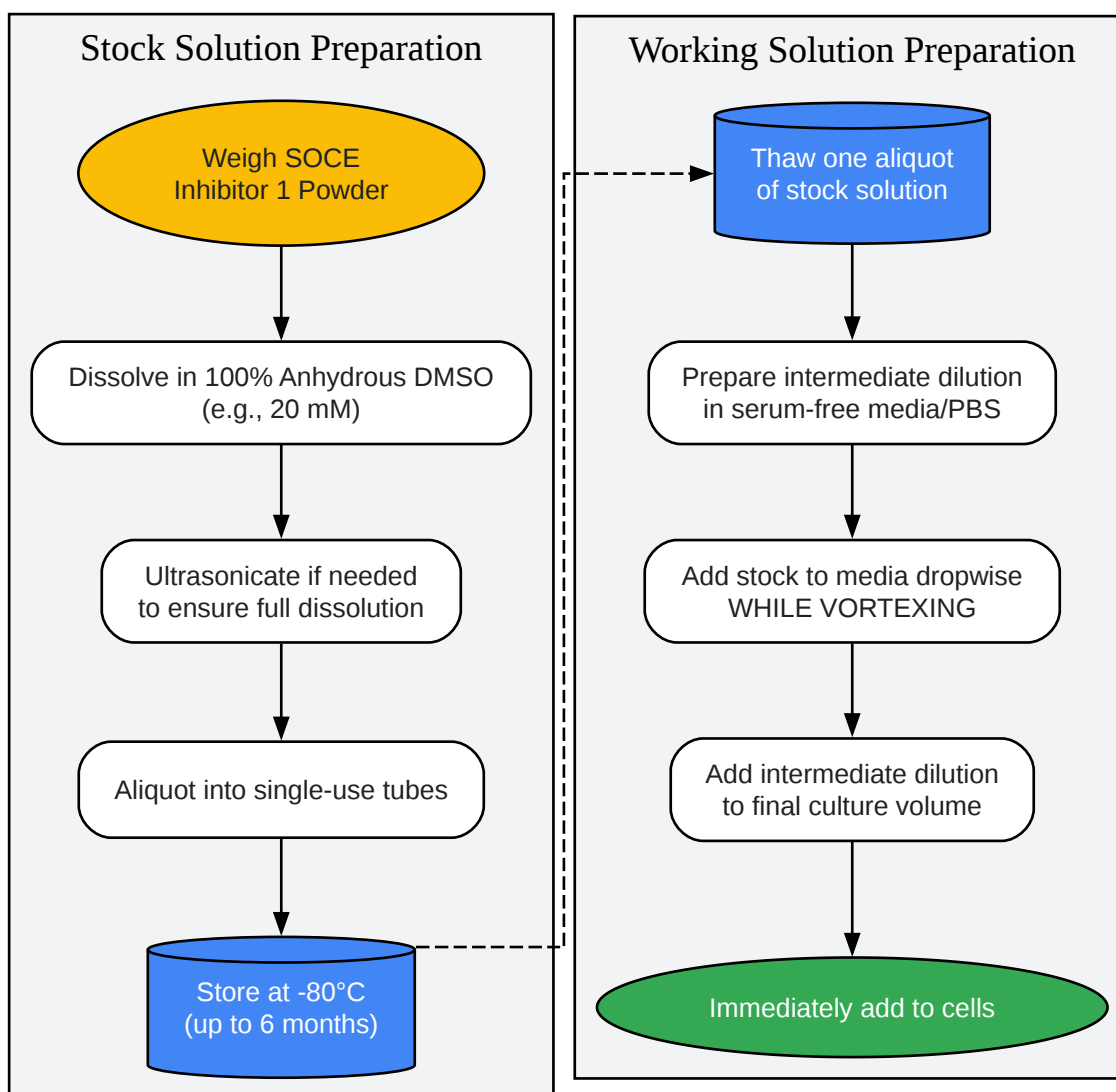 Stock Solution Preparation
Weigh SOCE
Inhibitor 1 Powder
Dissolve in 100% Anhydrous DMSO
(e.g., 20 mM)
Ultrasonicate if needed
to ensure full dissolution
Aliquot into single-use tubes
Store at -80°C
(up to 6 months)
Working Solution Preparation
Thaw one aliquot
of stock solution
Prepare intermediate dilution
in serum-free media/PBS
Add stock to media dropwise
WHILE VORTEXING
Add intermediate dilution
to final culture volume
Immediately add to cells